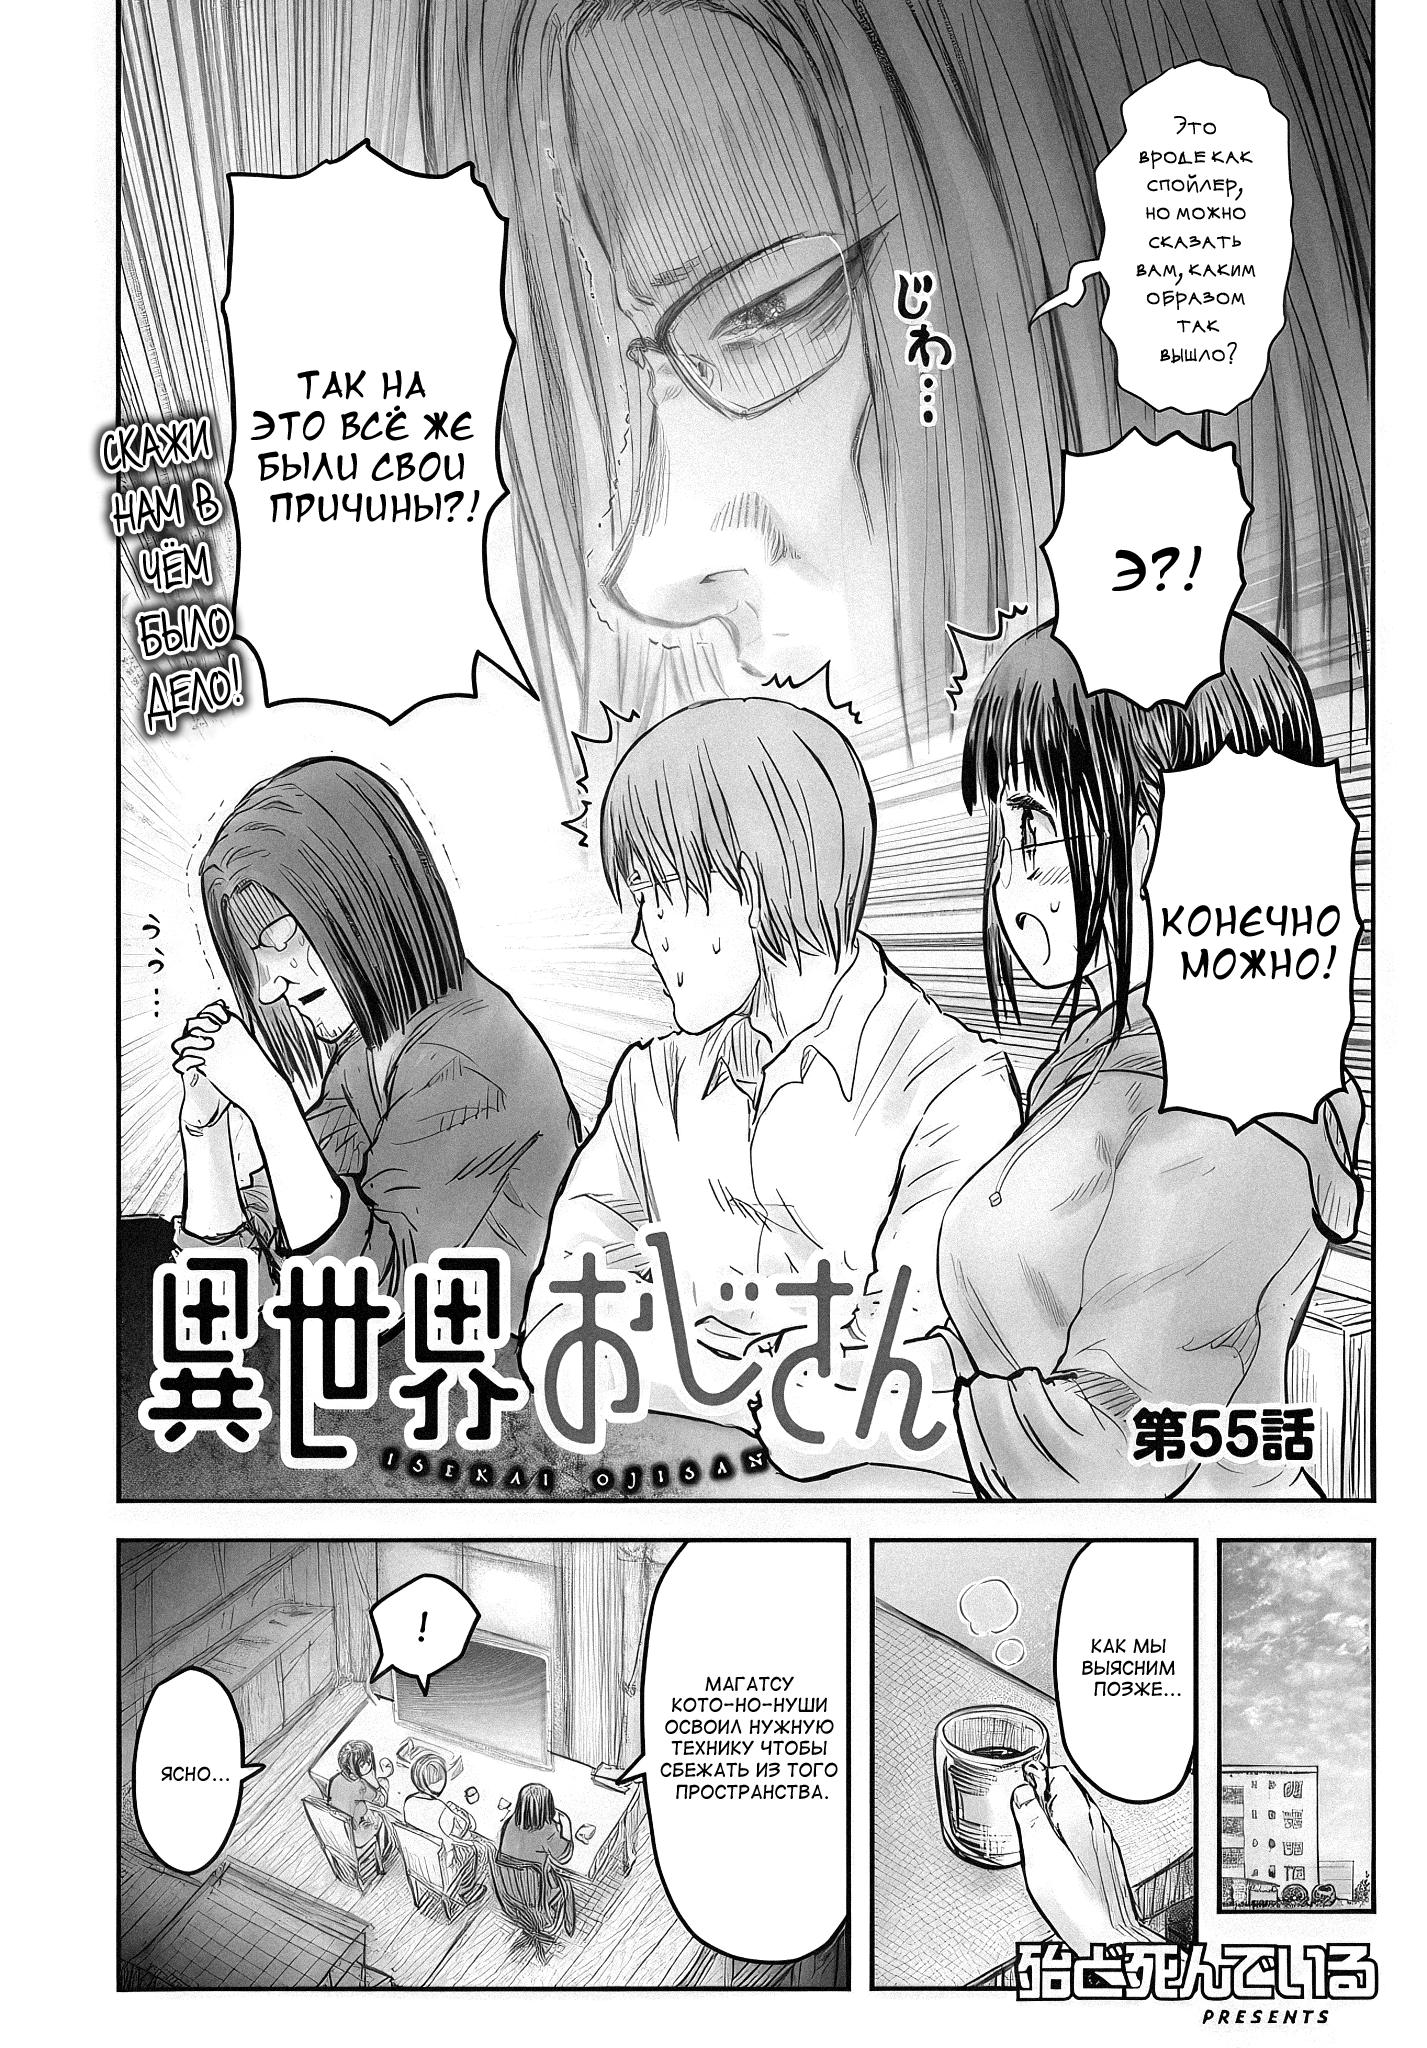 Это
вроде как
спойлер,
но можно
сказать
вам, каким
образом
так
вышло?
じわ…
Э?!
КОНЕЧНО
МОЖНО!
ТАК НА
ЭТО ВСЁ ЖЕ
БЫЛИ СВОИ
ПРИЧИНЫ?!
СКАЖИ
НАМ В
ЧЁМ
БЫЛО
ДЕЛО!
っ、、…
異世界おじさん
ISEKAI OJISAN
第55話
КАК МЫ
ВЫЯСНИМ
ПОЗЖЕ...
МАГАТСУ
КОТО-НО-НУШИ
ОСВОИЛ НУЖНУЮ
ТЕХНИКУ ЧТОБЫ
СБЕЖАТЬ ИЗ ТОГО
ПРОСТРАНСТВА.
!
ЯСНО...
殆ど死んでいる
PRESENTS